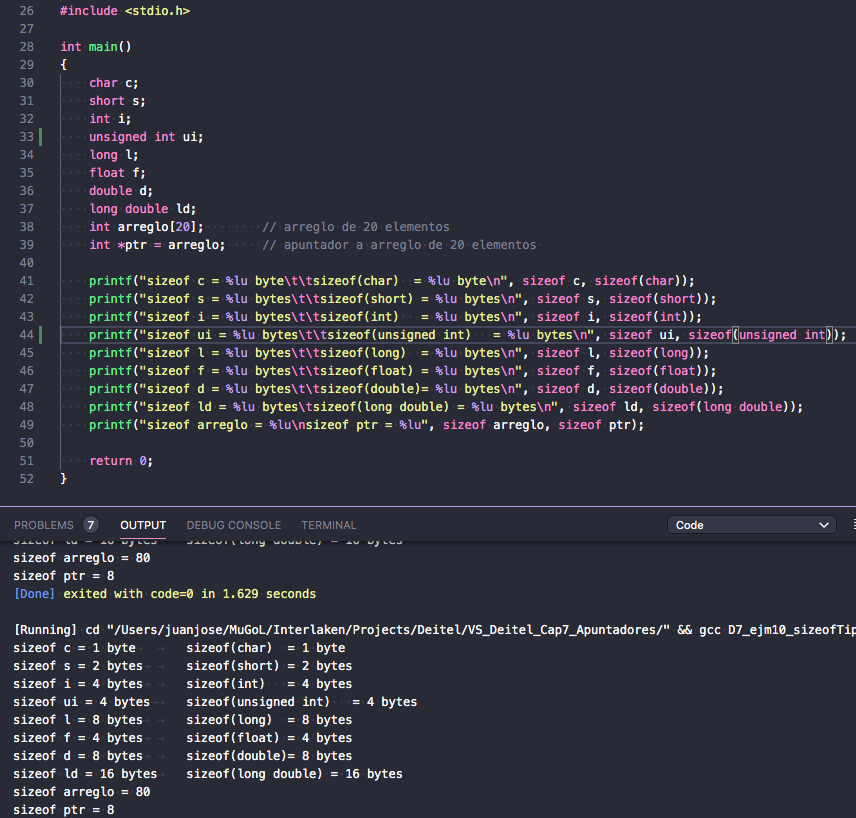 26 #include <stdio.h>
27
28 int main()
29 {
30 char c;
31 short s;
32 int i;
33 unsigned int ui;
34 long l;
35 float f;
36 double d;
37 long double ld;
38 int arreglo[20]; // arreglo de 20 elementos
39 int *ptr = arreglo; // apuntador a arreglo de 20 elementos
40
41 printf("sizeof c = %lu byte\t\tsizeof(char) = %lu byte\n", sizeof c, sizeof(char));
42 printf("sizeof s = %lu bytes\t\tsizeof(short) = %lu bytes\n", sizeof s, sizeof(short));
43 printf("sizeof i = %lu bytes\t\tsizeof(int) = %lu bytes\n", sizeof i, sizeof(int));
44 printf("sizeof ui = %lu bytes\t\tsizeof(unsigned int) = %lu bytes\n", sizeof ui, sizeof(unsigned int));
45 printf("sizeof l = %lu bytes\t\tsizeof(long) = %lu bytes\n", sizeof l, sizeof(long));
46 printf("sizeof f = %lu bytes\t\tsizeof(float) = %lu bytes\n", sizeof f, sizeof(float));
47 printf("sizeof d = %lu bytes\t\tsizeof(double)= %lu bytes\n", sizeof d, sizeof(double));
48 printf("sizeof ld = %lu bytes\tsizeof(long double) = %lu bytes\n", sizeof ld, sizeof(long double));
49 printf("sizeof arreglo = %lu\nsizeof ptr = %lu", sizeof arreglo, sizeof ptr);
50
51 return 0;
52 }
PROBLEMS 7 OUTPUT DEBUG CONSOLE TERMINAL Code
sizeof ld = 16 bytes sizeof(long double) = 16 bytes
sizeof arreglo = 80
sizeof ptr = 8
[Done] exited with code=0 in 1.629 seconds
[Running] cd "/Users/juanjose/MuGoL/Interlaken/Projects/Deitel/VS_Deitel_Cap7_Apuntadores/" && gcc D7_ejm10_sizeofTip
sizeof c = 1 byte sizeof(char) = 1 byte
sizeof s = 2 bytes sizeof(short) = 2 bytes
sizeof i = 4 bytes sizeof(int) = 4 bytes
sizeof ui = 4 bytes sizeof(unsigned int) = 4 bytes
sizeof l = 8 bytes sizeof(long) = 8 bytes
sizeof f = 4 bytes sizeof(float) = 4 bytes
sizeof d = 8 bytes sizeof(double)= 8 bytes
sizeof ld = 16 bytes sizeof(long double) = 16 bytes
sizeof arreglo = 80
sizeof ptr = 8